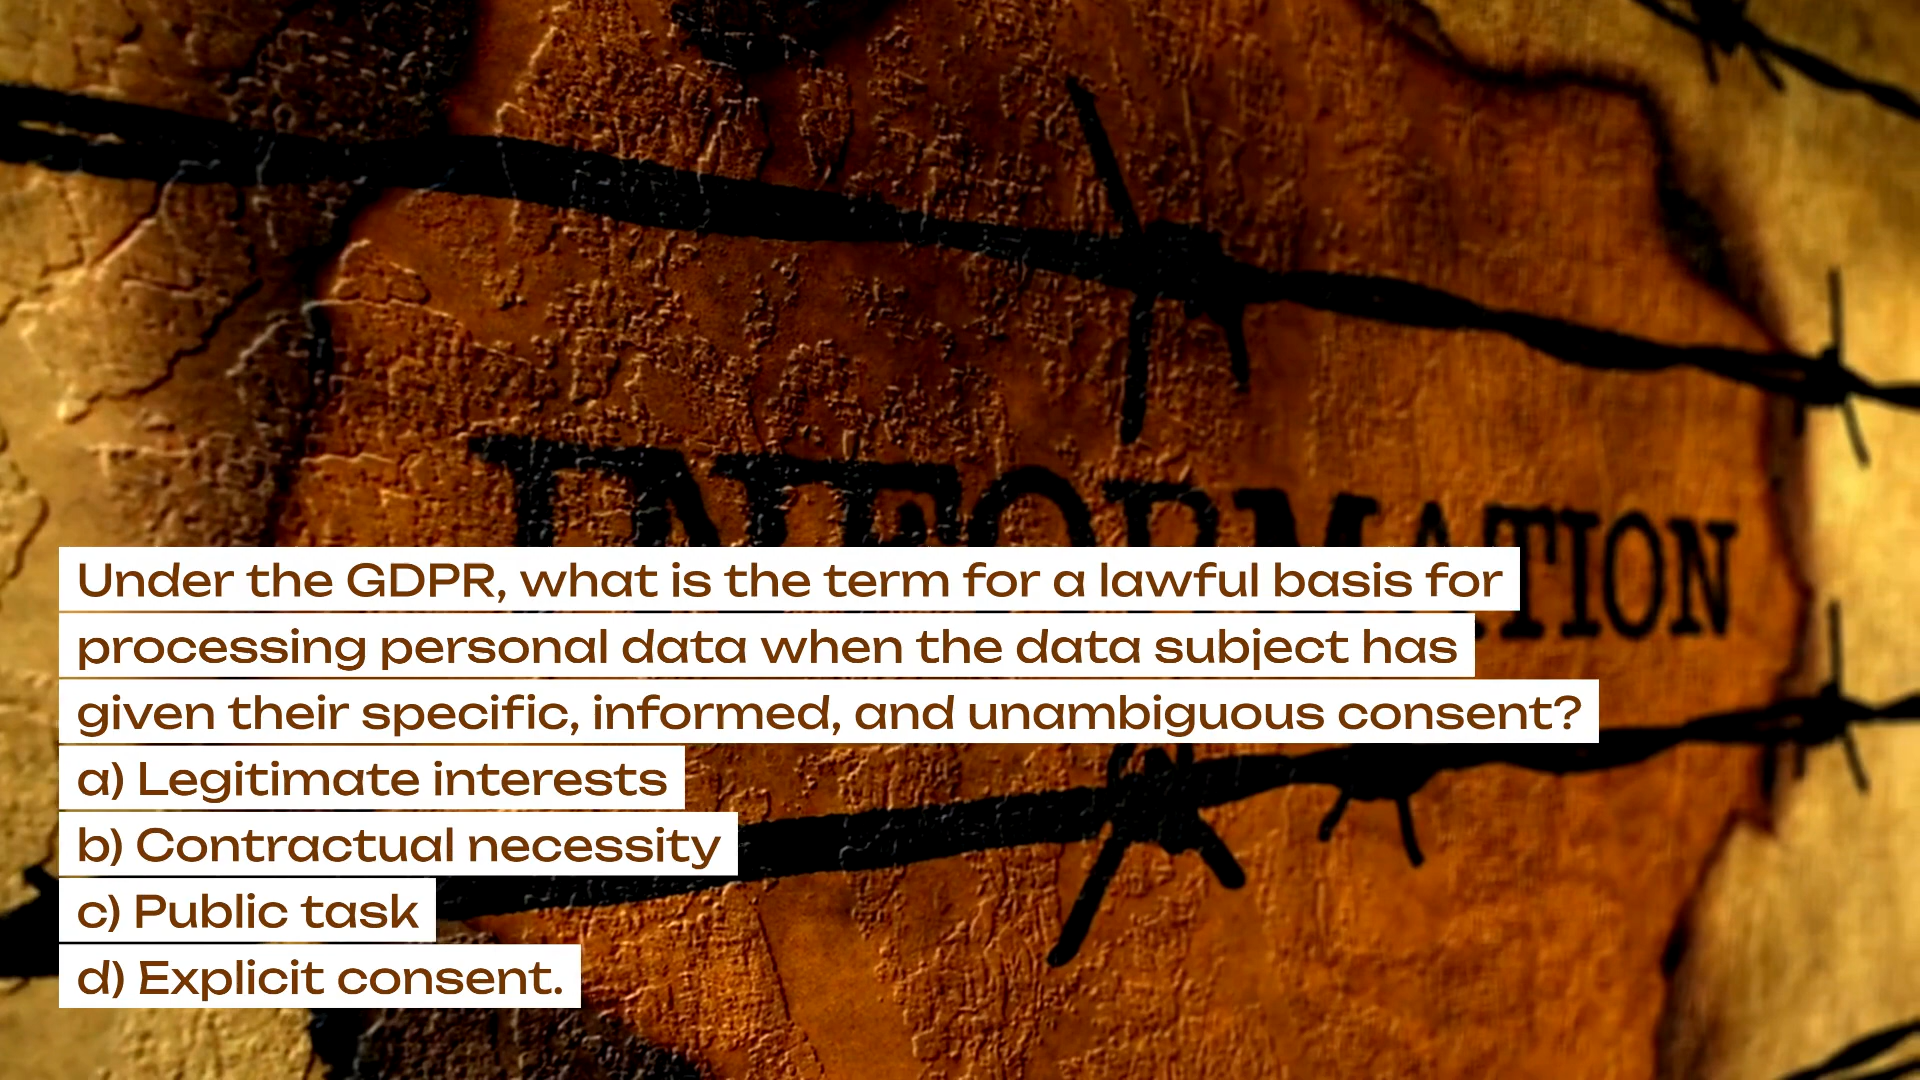 INFORMATION
Under the GDPR, what is the term for a lawful basis for
processing personal data when the data subject has
given their specific, informed, and unambiguous consent?
a) Legitimate interests
b) Contractual necessity
c) Public task
d) Explicit consent.